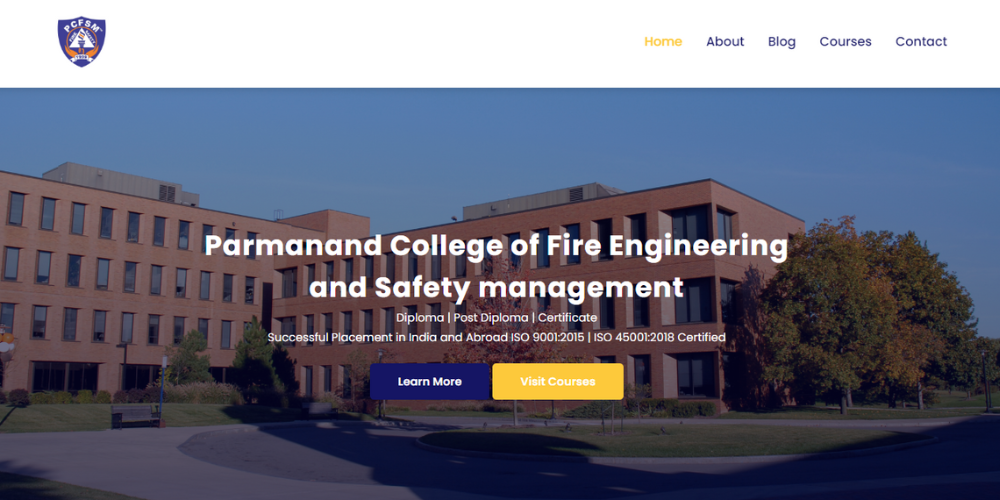 PCFSM
Home
About
Blog
Courses
Contact
Parmanand College of Fire Engineering
and Safety management
Diploma | Post Diploma | Certificate
Successful Placement in India and Abroad ISO 9001:2015 | ISO 45001:2018 Certified
Learn More
Visit Courses